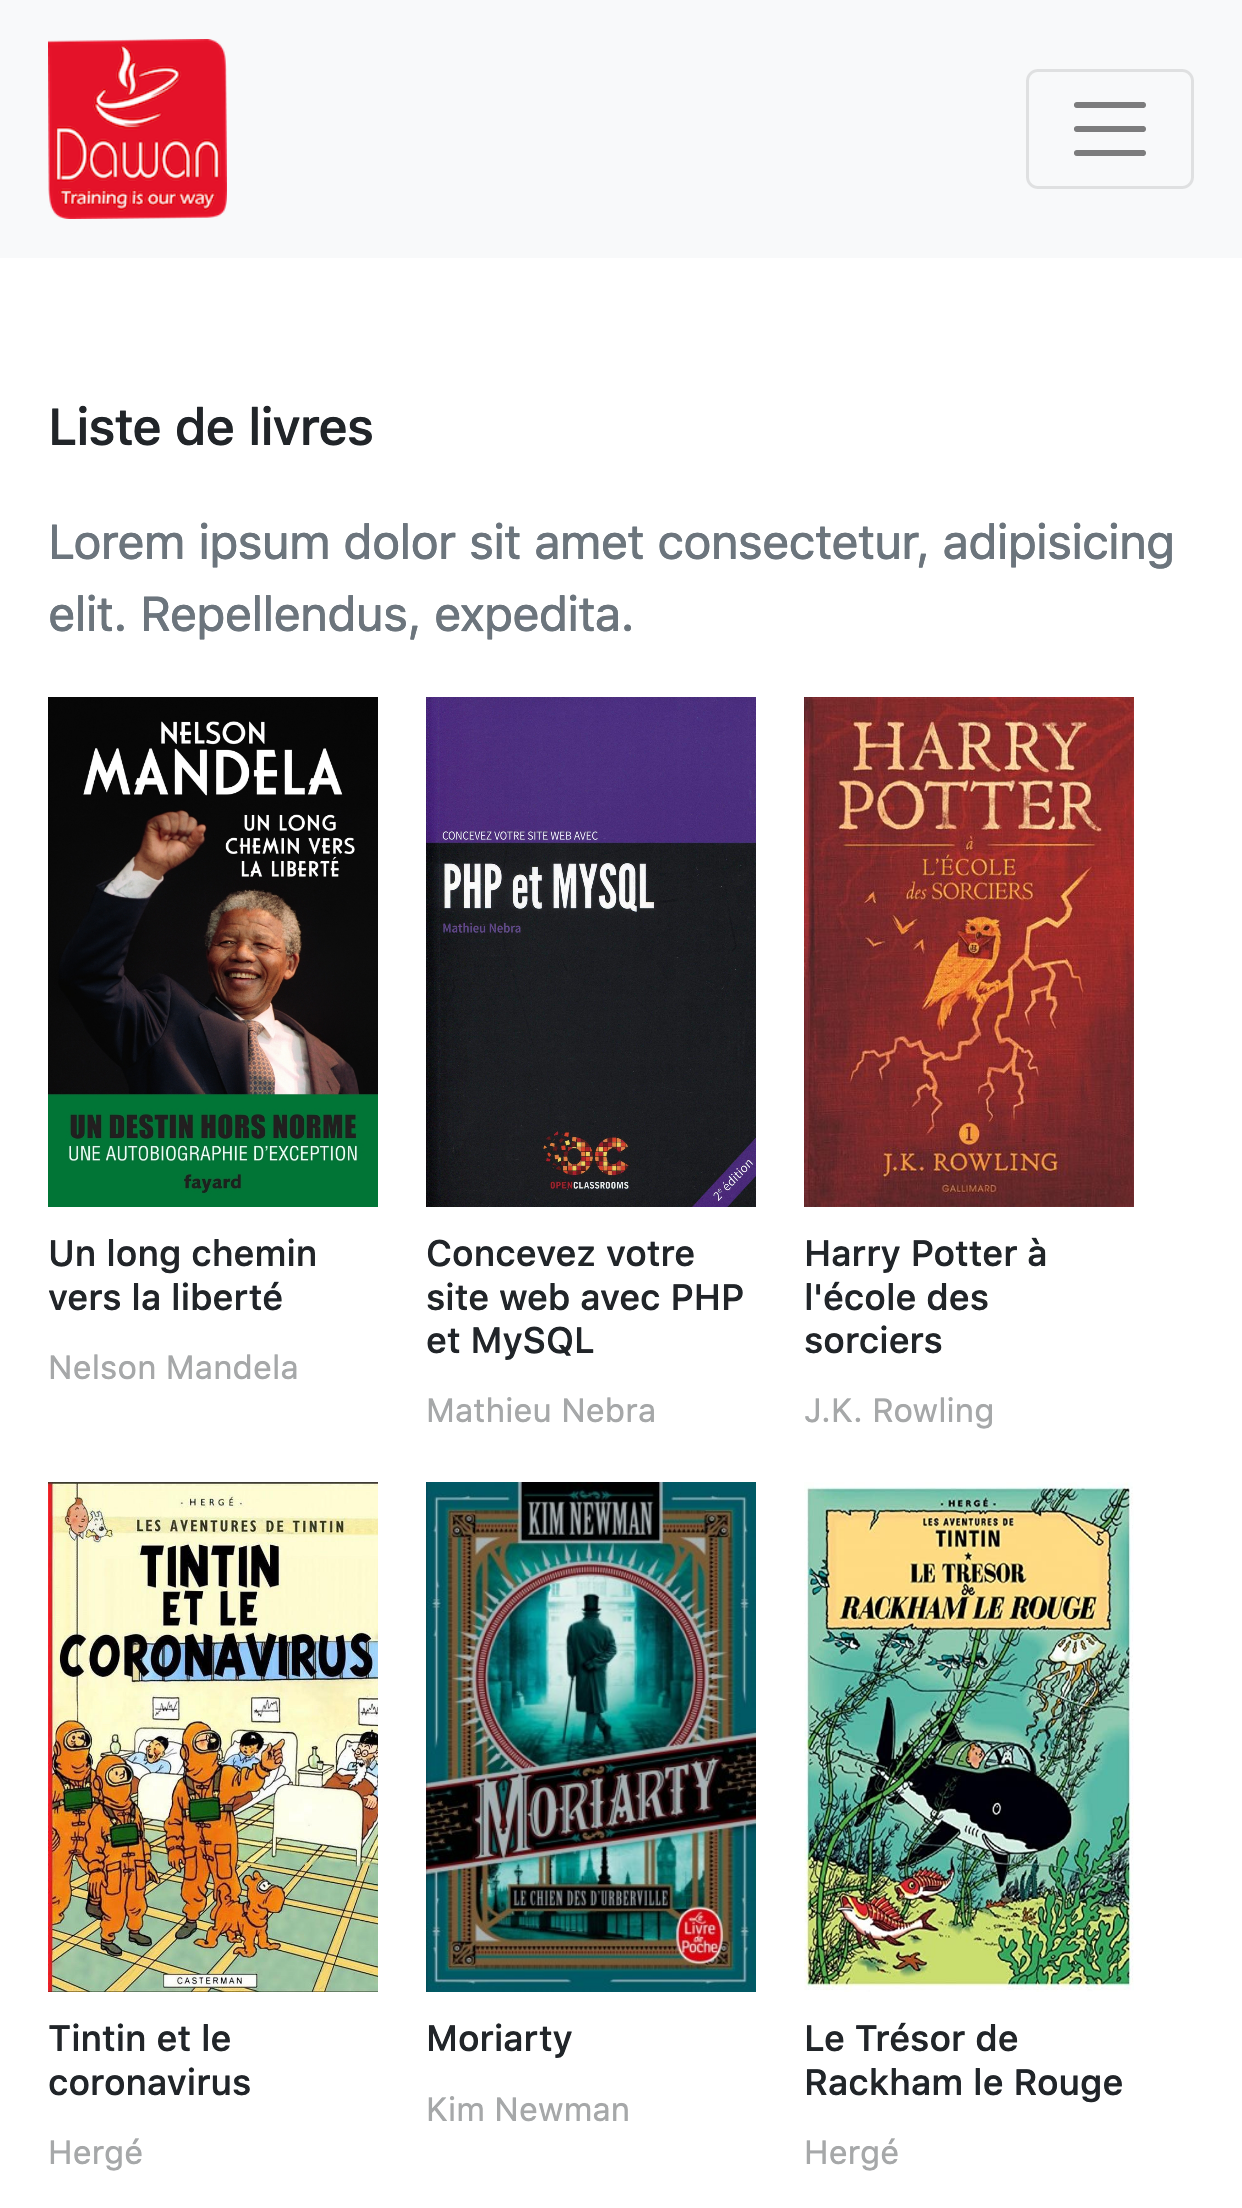 Dawan
Training is our way
Liste de livres
Lorem ipsum dolor sit amet consectetur, adipisicing
elit. Repellendus, expedita.
NELSON
MANDELA
UN LONG
CHEMIN VERS
LA LIBERTÉ
UN DESTIN HORS NORME
UNE AUTOBIOGRAPHIE D'EXCEPTION
fayard
CONCEVEZ VOTRE SITE WEB AVEC
PHP et MYSQL
Mathieu Nebra
OC
OPENCLASSROOMS
2e édition
HARRY
POTTER
à
L'ÉCOLE
des SORCIERS
1
J.K. ROWLING
GALLIMARD
Un long chemin
vers la liberté
Nelson Mandela
Concevez votre
site web avec PHP
et MySQL
Mathieu Nebra
Harry Potter à
l'école des
sorciers
J.K. Rowling
- HERGÉ -
LES AVENTURES DE TINTIN
TINTIN
ET LE
CORONAVIRUS
CASTERMAN
KIM NEWMAN
MORIARTY
LE CHIEN DES D'URBERVILLE
Le
Livre
de
Poche
- HERGÉ -
LES AVENTURES DE
TINTIN
LE TRESOR
de
RACKHAM LE ROUGE
Tintin et le
coronavirus
Hergé
Moriarty
Kim Newman
Le Trésor de
Rackham le Rouge
Hergé